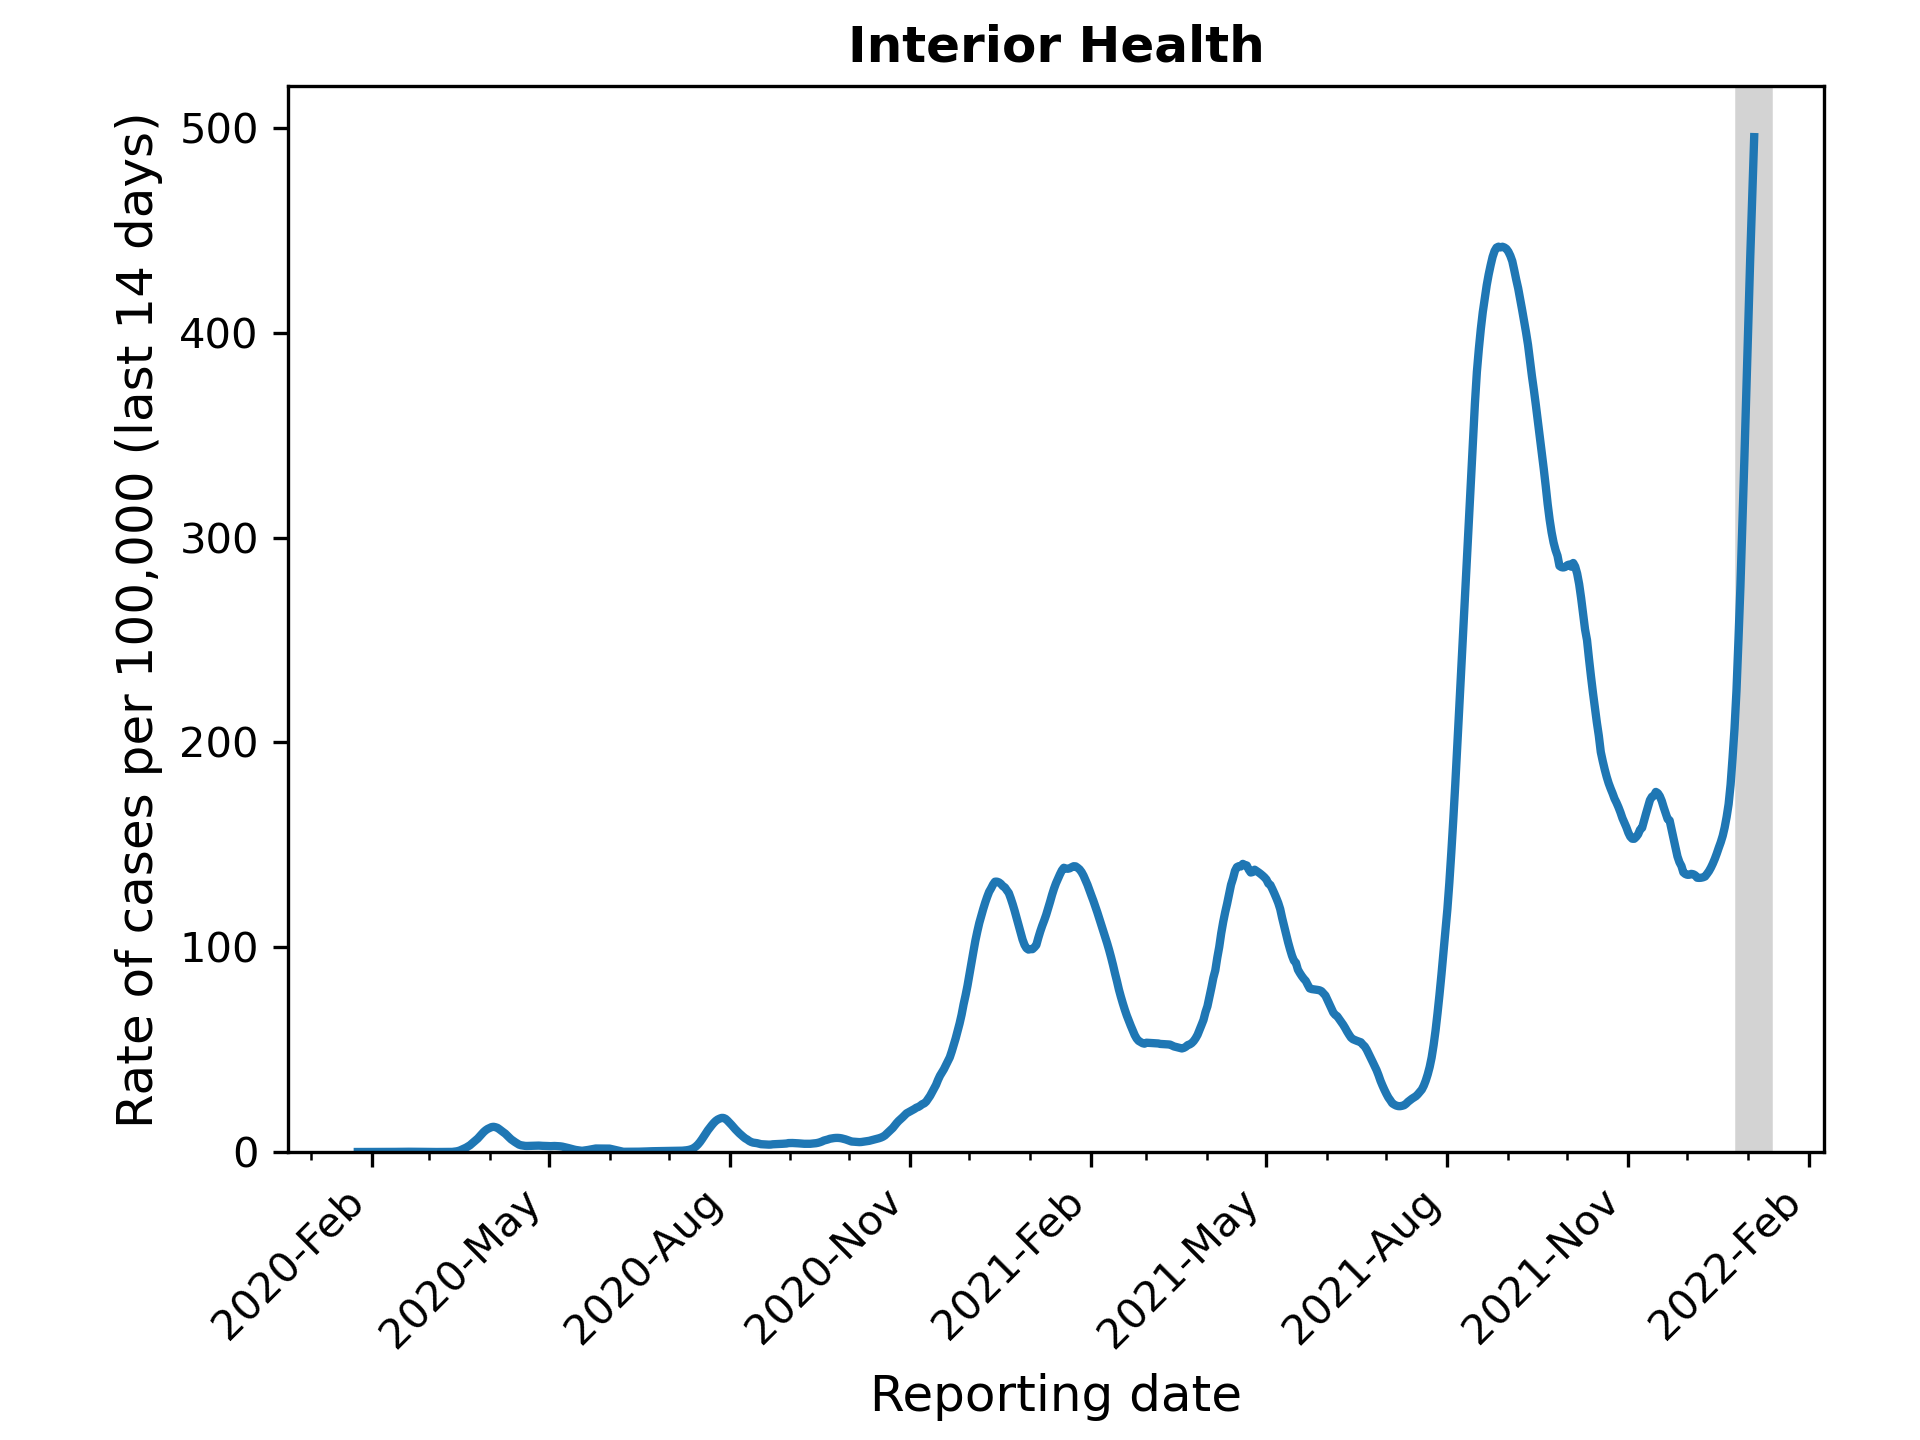 Interior Health
Rate of cases per 100,000 (last 14 days)
500
400
300
200
100
0
2020-Feb
2020-May
2020-Aug
2020-Nov
2021-Feb
2021-May
2021-Aug
2021-Nov
2022-Feb
Reporting date